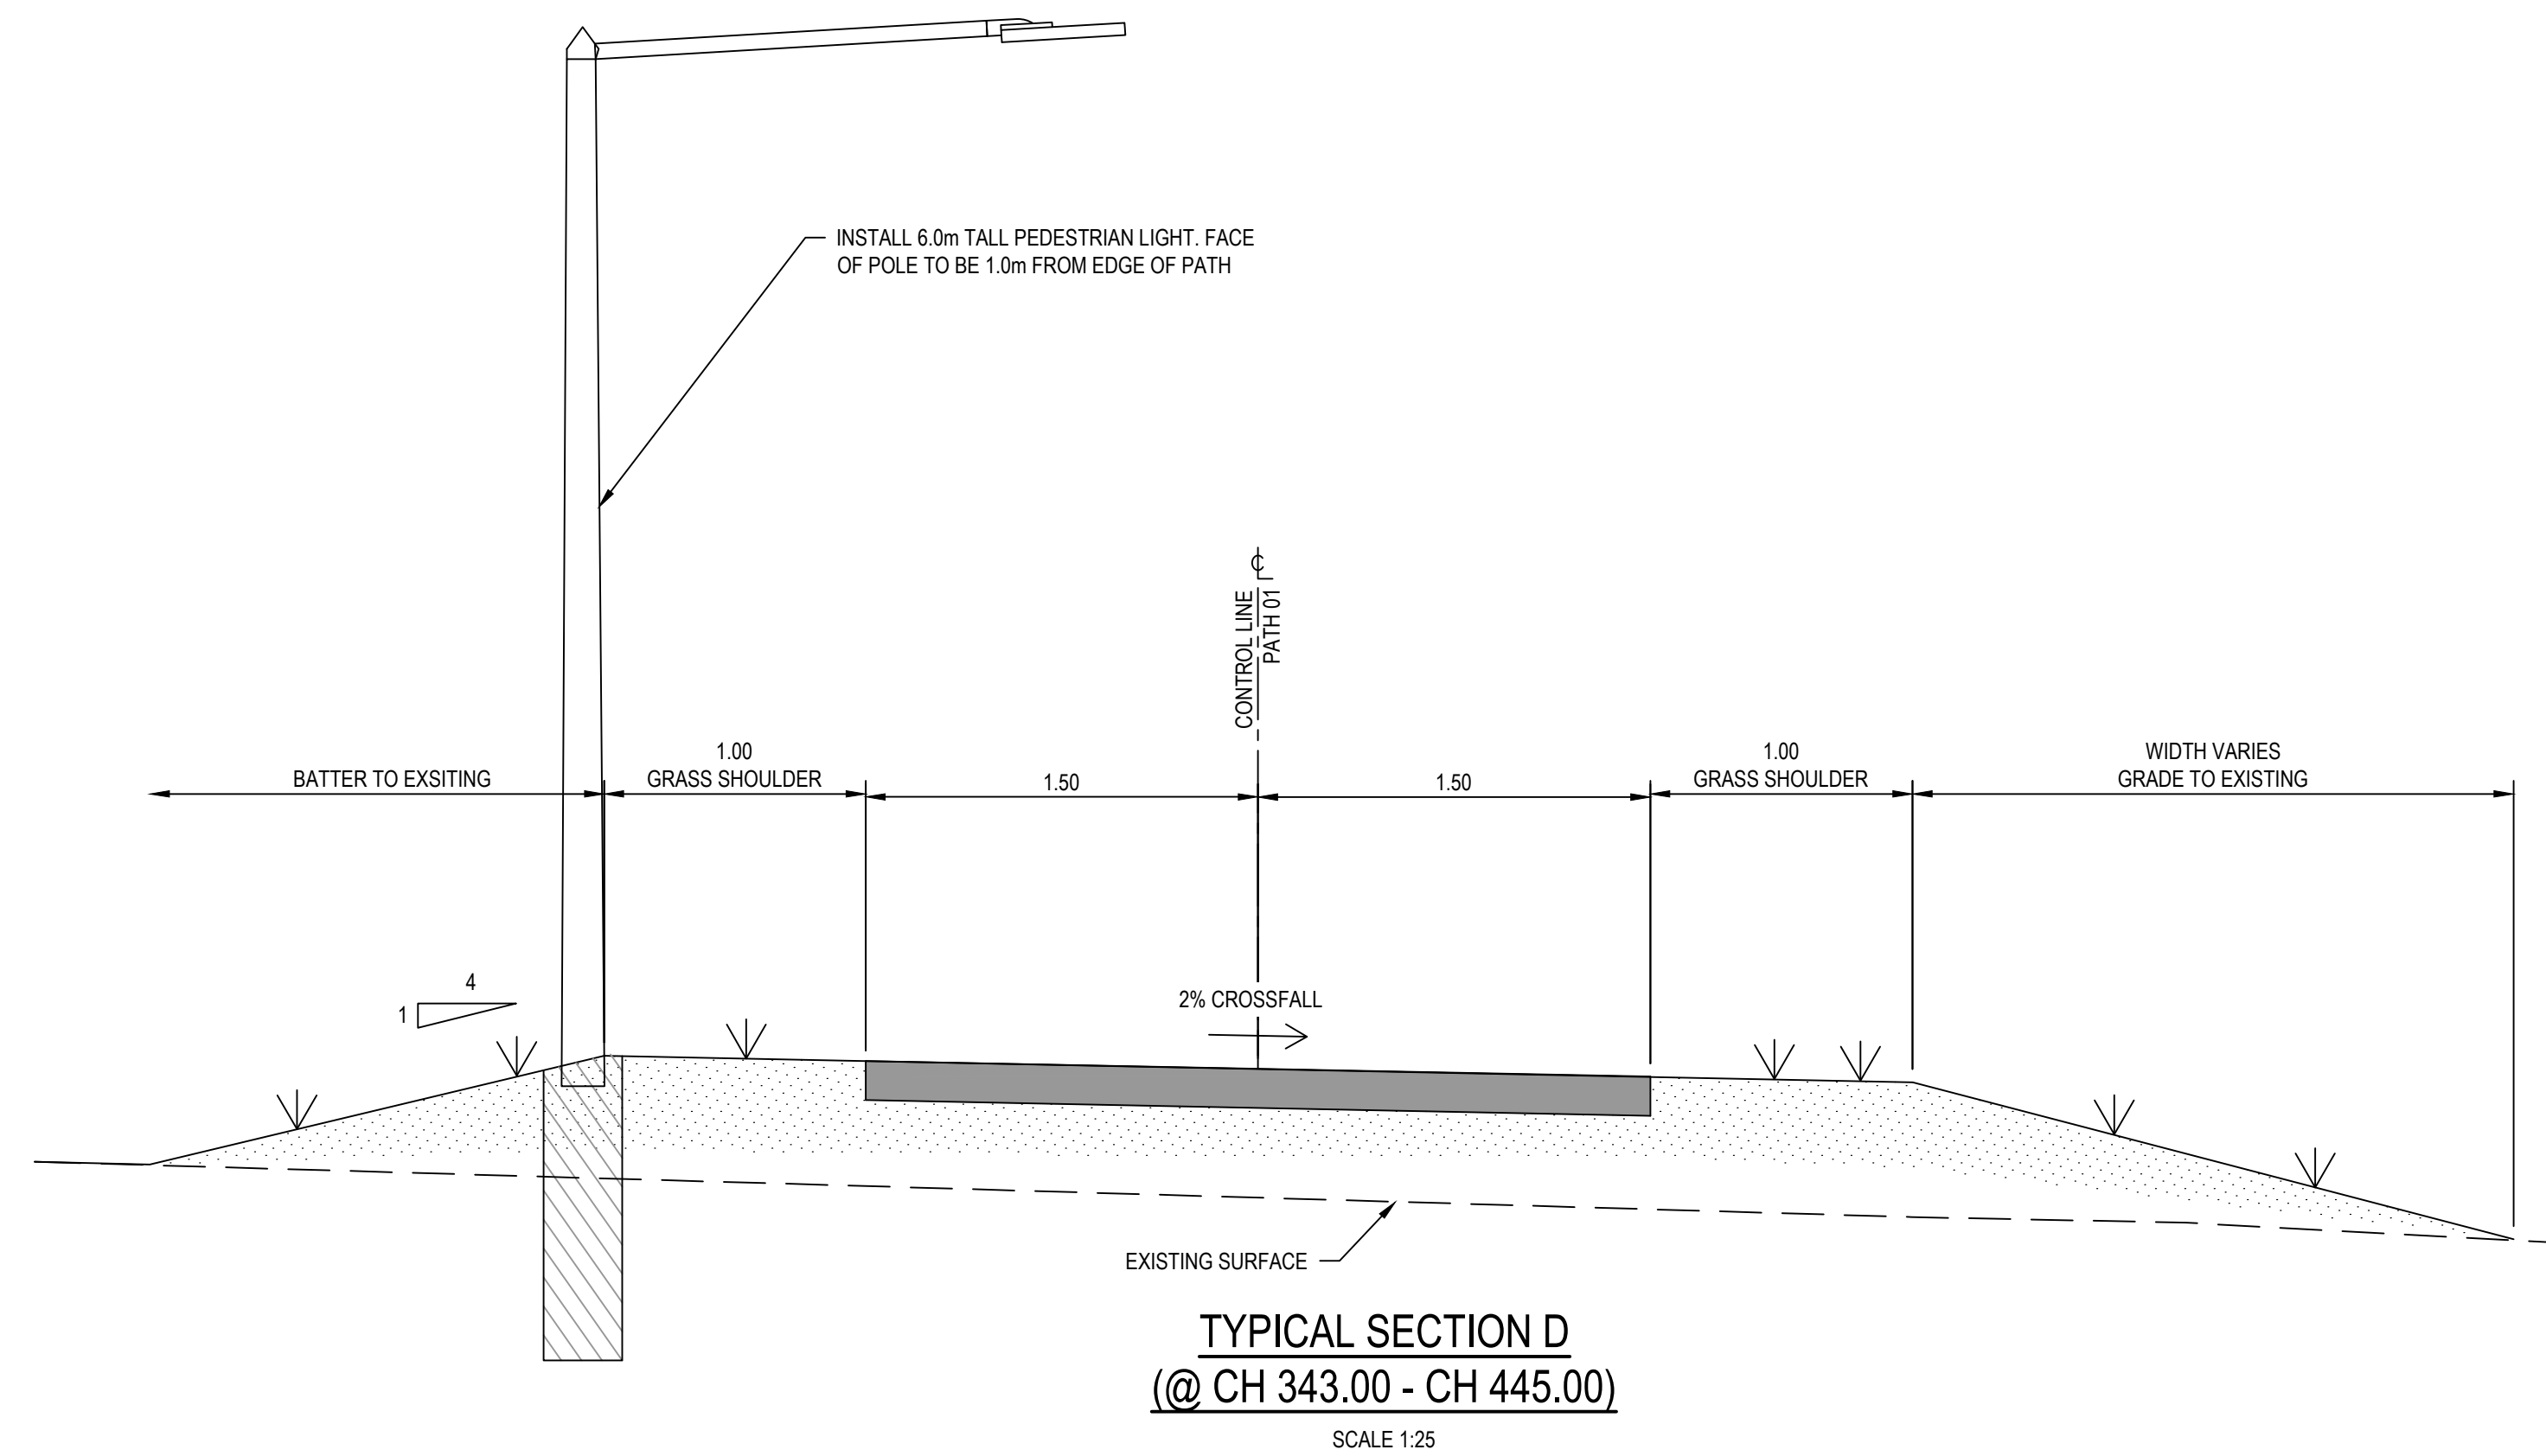 INSTALL 6.0m TALL PEDESTRIAN LIGHT. FACE
OF POLE TO BE 1.0m FROM EDGE OF PATH
℄
CONTROL LINE
PATH 01
BATTER TO EXSITING
1.00
GRASS SHOULDER
1.50
1.50
1.00
GRASS SHOULDER
WIDTH VARIES
GRADE TO EXISTING
4
1
2% CROSSFALL
EXISTING SURFACE
TYPICAL SECTION D
(@ CH 343.00 - CH 445.00)
SCALE 1:25